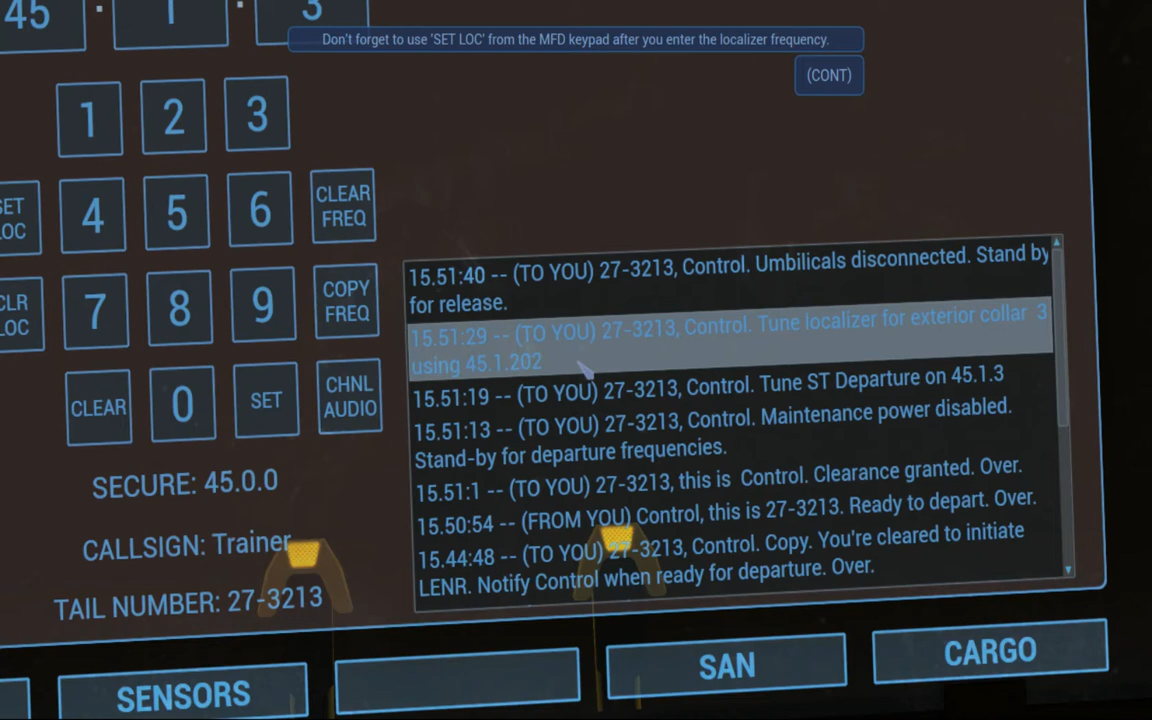 45 . 1 . 3
Don't forget to use 'SET LOC' from the MFD keypad after you enter the localizer frequency.
(CONT)
1 2 3
SET LOC 4 5 6 CLEAR FREQ
CLR LOC 7 8 9 COPY FREQ
CLEAR 0 SET CHNL AUDIO
SECURE: 45.0.0
CALLSIGN: Trainer
TAIL NUMBER: 27-3213
15.51:40 -- (TO YOU) 27-3213, Control. Umbilicals disconnected. Stand by
for release.
15.51:29 -- (TO YOU) 27-3213, Control. Tune localizer for exterior collar 3
using 45.1.202
15.51:19 -- (TO YOU) 27-3213, Control. Tune ST Departure on 45.1.3
15.51:13 -- (TO YOU) 27-3213, Control. Maintenance power disabled.
Stand-by for departure frequencies.
15.51:1 -- (TO YOU) 27-3213, this is Control. Clearance granted. Over.
15.50:54 -- (FROM YOU) Control, this is 27-3213. Ready to depart. Over.
15.44:48 -- (TO YOU) 27-3213, Control. Copy. You're cleared to initiate
LENR. Notify Control when ready for departure. Over.
SENSORS
SAN
CARGO